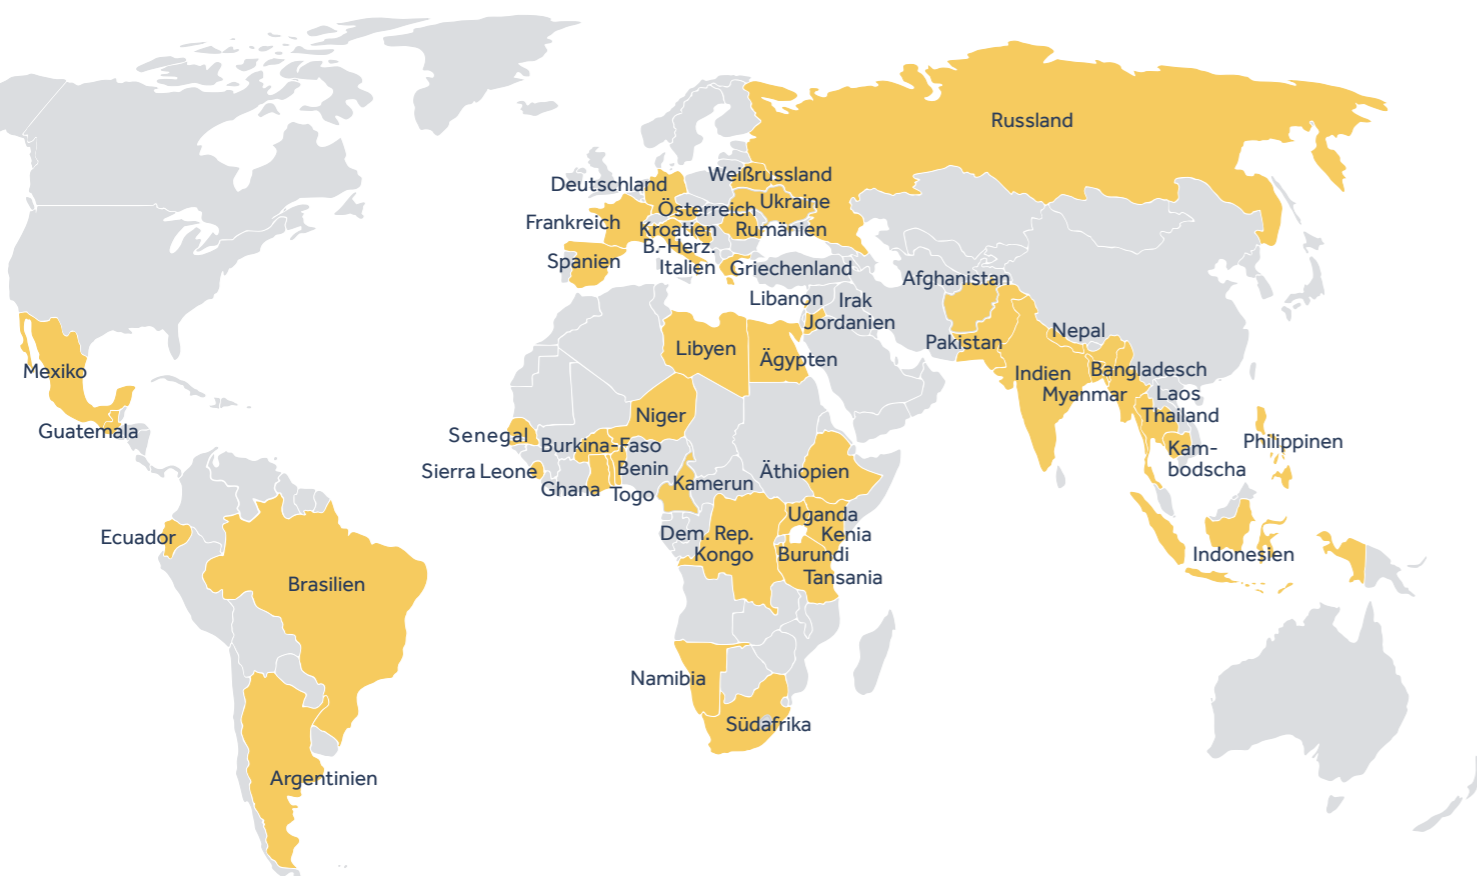 Russland
Weißrussland
Deutschland
Ukraine
Österreich
Frankreich
Kroatien
Rumänien
B.-Herz.
Spanien
Italien
Griechenland
Afghanistan
Libanon
Irak
Jordanien
Nepal
Pakistan
Libyen
Ägypten
Mexiko
Indien
Bangladesch
Myanmar
Laos
Niger
Thailand
Guatemala
Senegal
Burkina-Faso
Philippinen
Kam-
bodscha
Sierra Leone
Benin
Äthiopien
Ghana
Togo
Kamerun
Uganda
Ecuador
Dem. Rep.
Kongo
Kenia
Burundi
Indonesien
Tansania
Brasilien
Namibia
Südafrika
Argentinien